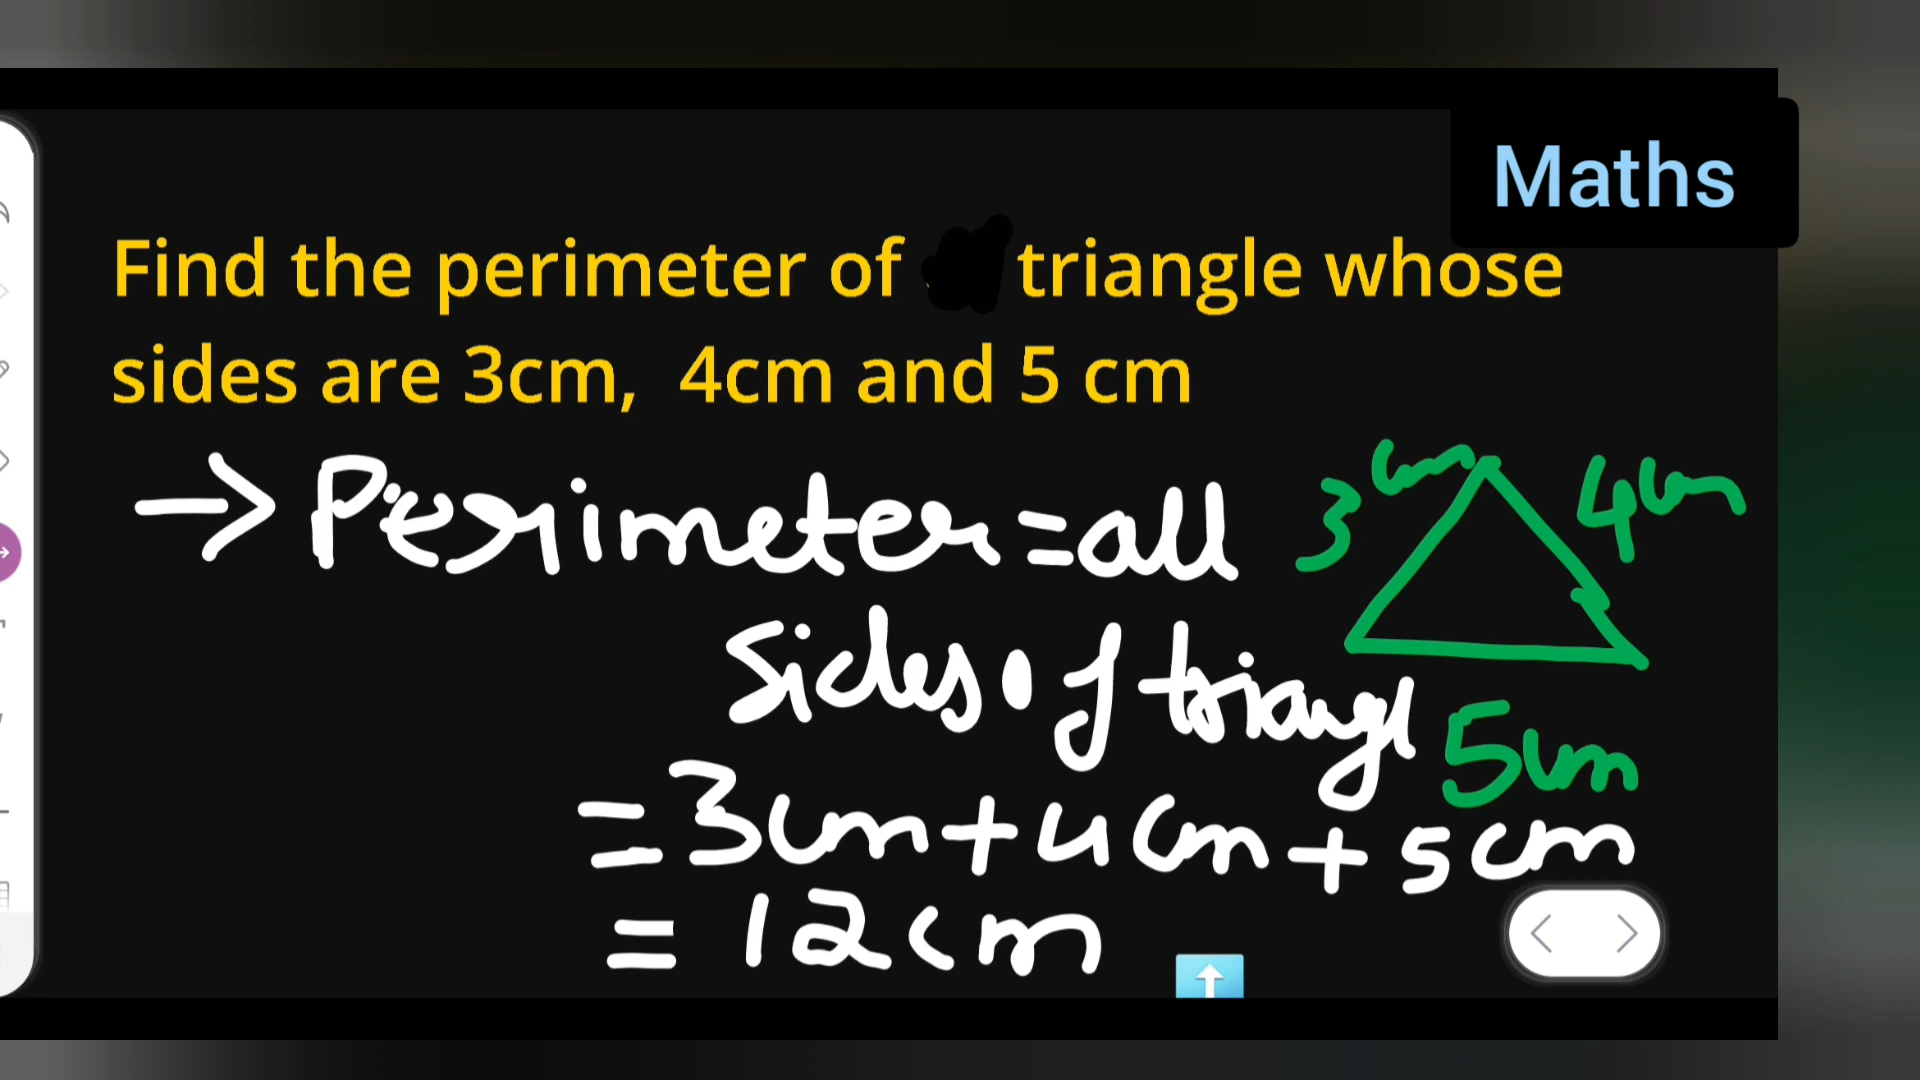 Maths
Find the perimeter of triangle whose
sides are 3cm, 4cm and 5 cm
→ Perimeter = all
sides of triangl
= 3cm + 4cm + 5cm
= 12cm
3cm
4cm
5cm